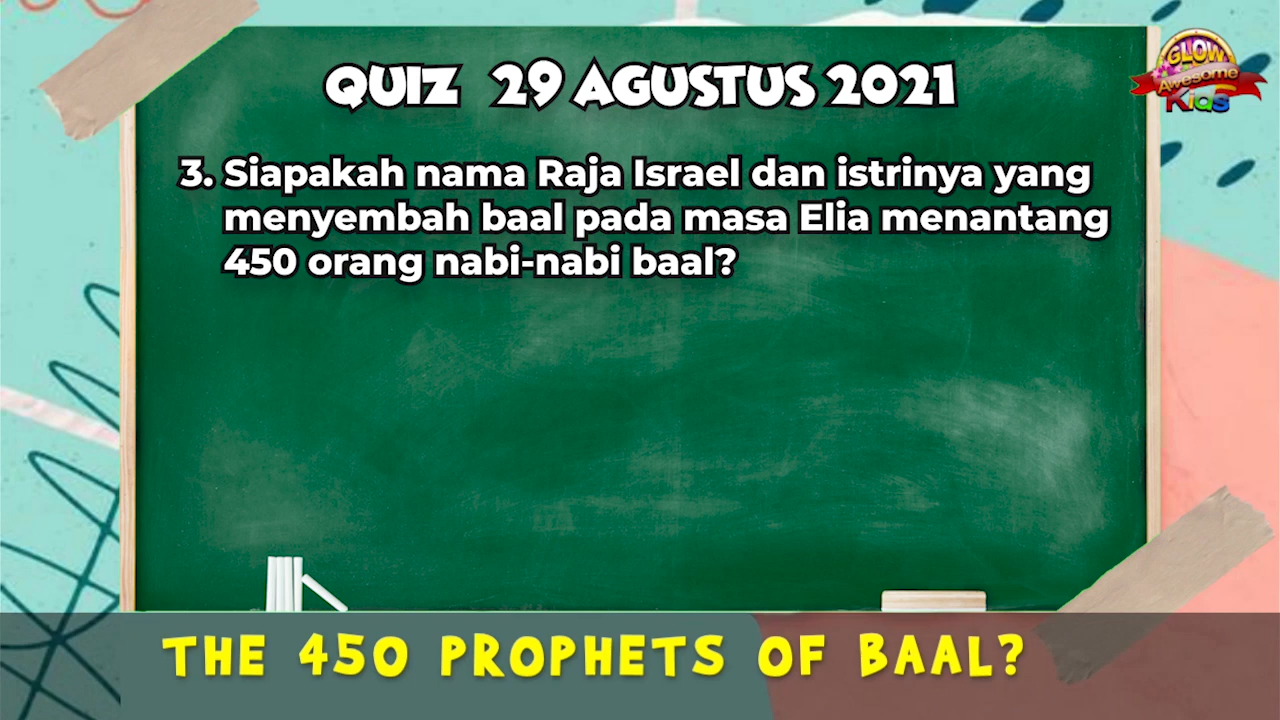 QUIZ 29 AGUSTUS 2021
GLOW
Awesome
Kids
3. Siapakah nama Raja Israel dan istrinya yang
menyembah baal pada masa Elia menantang
450 orang nabi-nabi baal?
THE 450 PROPHETS OF BAAL?